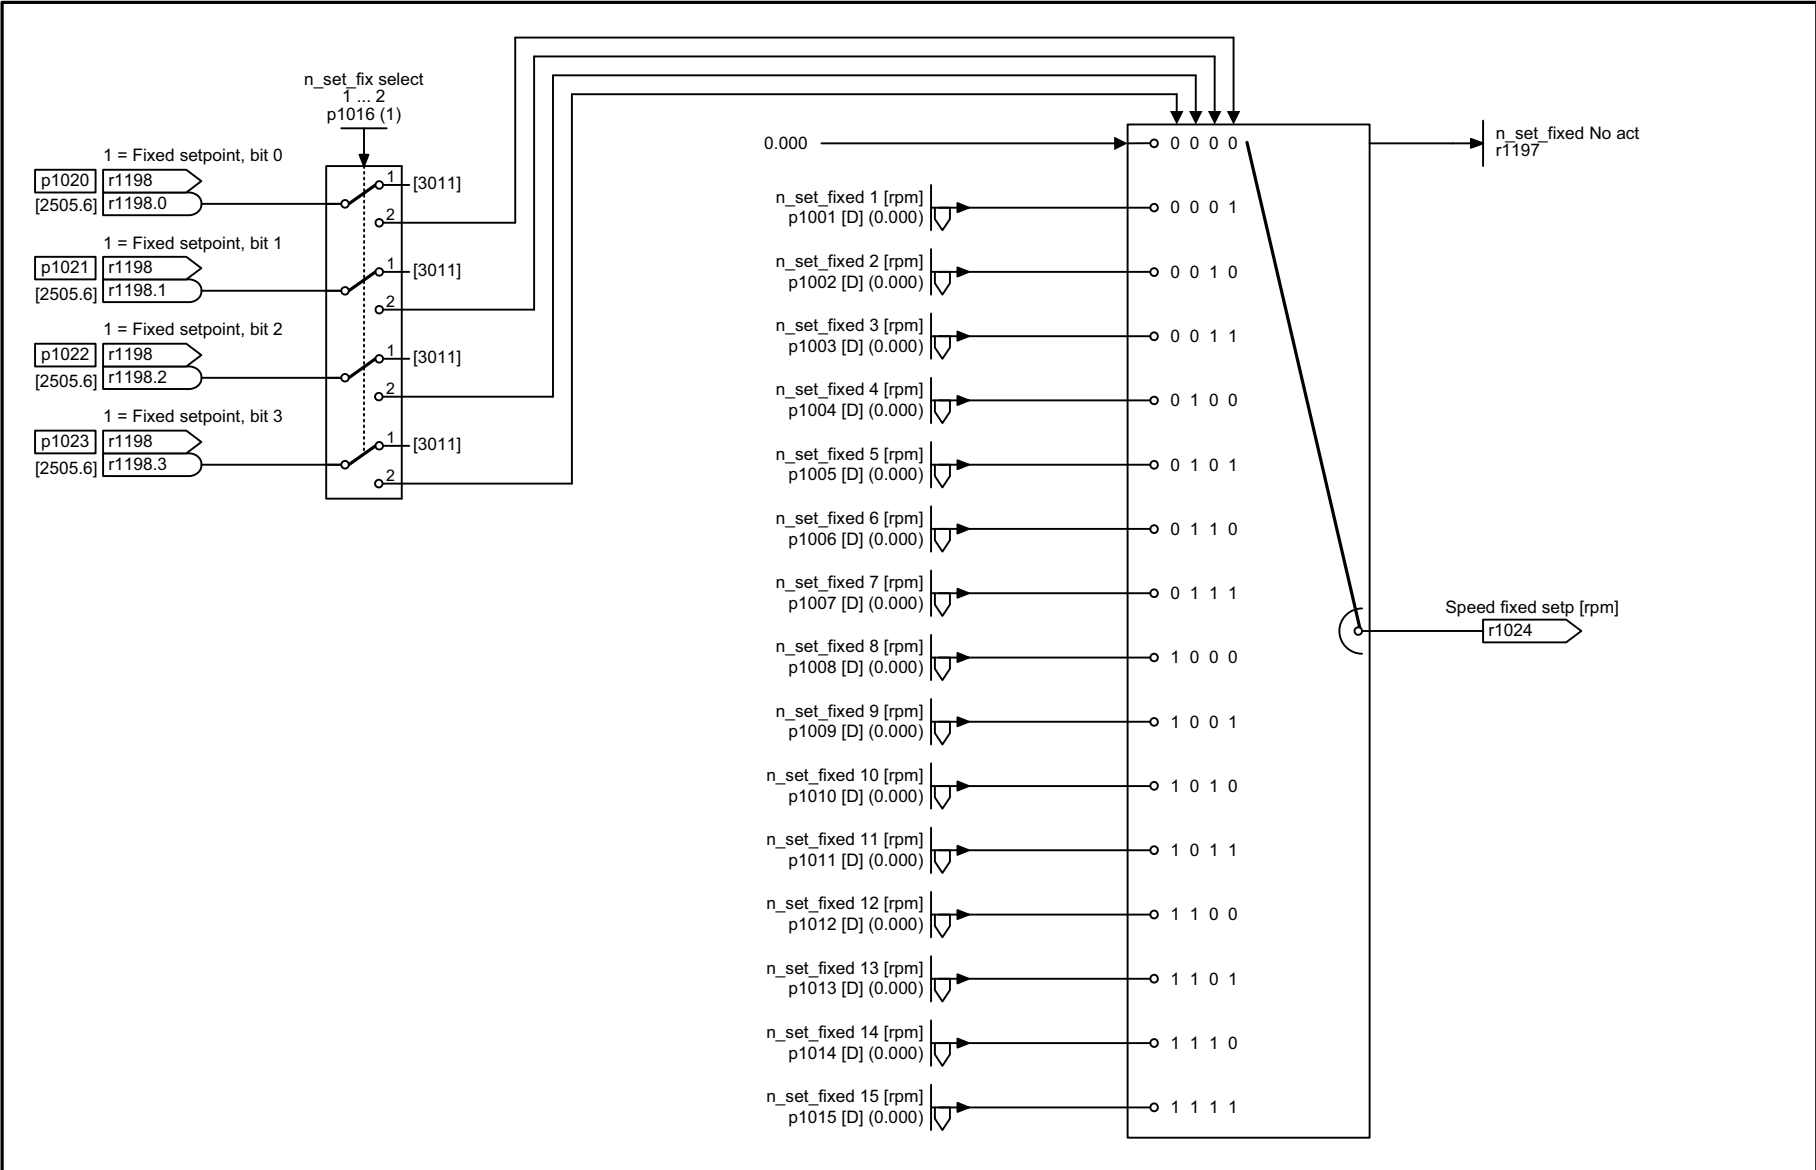 n_set_fix select
1 ... 2
p1016 (1)
1 = Fixed setpoint, bit 0
p1020 r1198
[2505.6] r1198.0
1 [3011]
2
1 = Fixed setpoint, bit 1
p1021 r1198
[2505.6] r1198.1
1 [3011]
2
1 = Fixed setpoint, bit 2
p1022 r1198
[2505.6] r1198.2
1 [3011]
2
1 = Fixed setpoint, bit 3
p1023 r1198
[2505.6] r1198.3
1 [3011]
2
0.000 0 0 0 0
n_set_fixed 1 [rpm]
p1001 [D] (0.000)
0 0 0 1
n_set_fixed 2 [rpm]
p1002 [D] (0.000)
0 0 1 0
n_set_fixed 3 [rpm]
p1003 [D] (0.000)
0 0 1 1
n_set_fixed 4 [rpm]
p1004 [D] (0.000)
0 1 0 0
n_set_fixed 5 [rpm]
p1005 [D] (0.000)
0 1 0 1
n_set_fixed 6 [rpm]
p1006 [D] (0.000)
0 1 1 0
n_set_fixed 7 [rpm]
p1007 [D] (0.000)
0 1 1 1
n_set_fixed 8 [rpm]
p1008 [D] (0.000)
1 0 0 0
n_set_fixed 9 [rpm]
p1009 [D] (0.000)
1 0 0 1
n_set_fixed 10 [rpm]
p1010 [D] (0.000)
1 0 1 0
n_set_fixed 11 [rpm]
p1011 [D] (0.000)
1 0 1 1
n_set_fixed 12 [rpm]
p1012 [D] (0.000)
1 1 0 0
n_set_fixed 13 [rpm]
p1013 [D] (0.000)
1 1 0 1
n_set_fixed 14 [rpm]
p1014 [D] (0.000)
1 1 1 0
n_set_fixed 15 [rpm]
p1015 [D] (0.000)
1 1 1 1
n_set_fixed No act
r1197
Speed fixed setp [rpm]
r1024